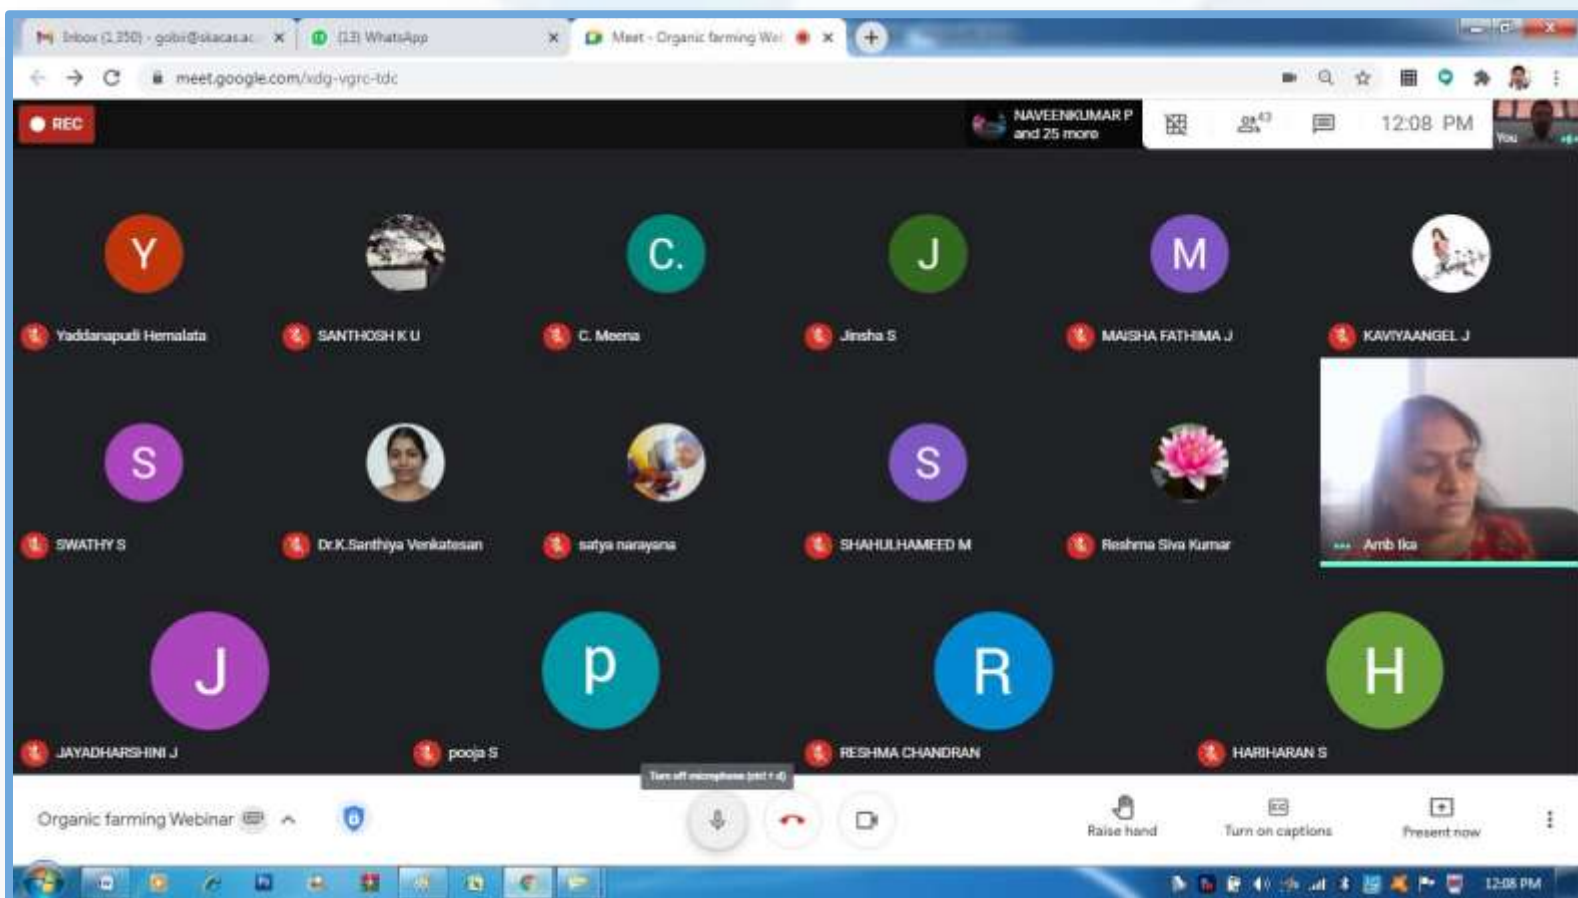 Inbox (1,350) - gobii@skacas.ac. (13) WhatsApp Meet - Organic farming Wel
meet.google.com/xdg-vgrc-tdc
REC
NAVEENKUMAR P
and 25 more
43
12:08 PM
You
Y
C.
J
M
Yaddanapudi Hemalata SANTHOSH K U C. Meena Jinsha S MAISHA FATHIMA J KAVIYAANGEL J
S
S
SWATHY S Dr.K.Santhiya Venkatesan satya narayana SHAHULHAMEED M Reshma Siva Kumar Amb Ika
J
p
R
H
JAYADHARSHINI J pooja S RESHMA CHANDRAN HARIHARAN S
Turn off microphone (ctrl + d)
Organic farming Webinar
Raise hand Turn on captions Present now
12:08 PM